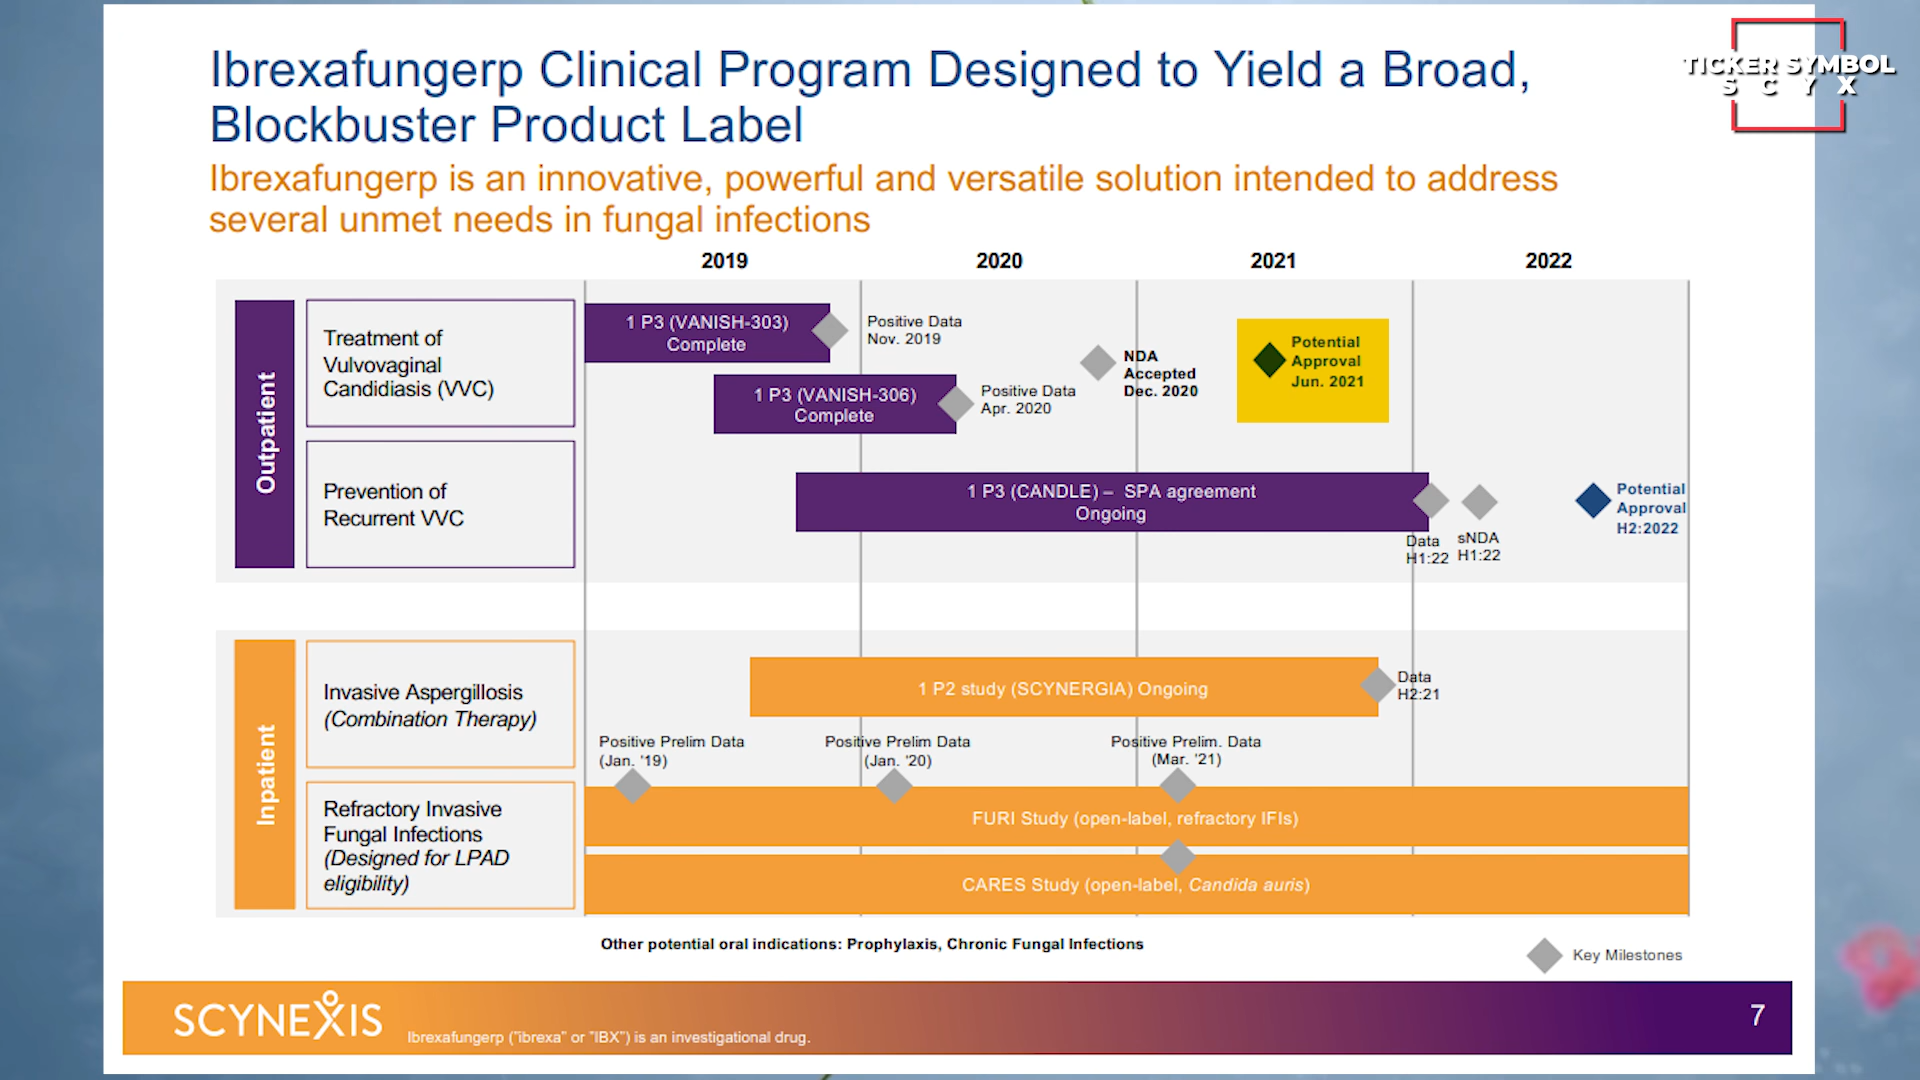 Ibrexafungerp Clinical Program Designed to Yield a Broad,
Blockbuster Product Label
TICKER SYMBOL
SCYX
Ibrexafungerp is an innovative, powerful and versatile solution intended to address
several unmet needs in fungal infections
2019
2020
2021
2022
Outpatient
Treatment of
Vulvovaginal
Candidiasis (VVC)
1 P3 (VANISH-303)
Complete
Positive Data
Nov. 2019
1 P3 (VANISH-306)
Complete
Positive Data
Apr. 2020
NDA
Accepted
Dec. 2020
Potential
Approval
Jun. 2021
Prevention of
Recurrent VVC
1 P3 (CANDLE) – SPA agreement
Ongoing
Data
H1:22
sNDA
H1:22
Potential
Approval
H2:2022
Inpatient
Invasive Aspergillosis
(Combination Therapy)
1 P2 study (SCYNERGIA) Ongoing
Data
H2:21
Positive Prelim Data
(Jan. '19)
Positive Prelim Data
(Jan. '20)
Positive Prelim. Data
(Mar. '21)
Refractory Invasive
Fungal Infections
(Designed for LPAD
eligibility)
FURI Study (open-label, refractory IFIs)
CARES Study (open-label, Candida auris)
Other potential oral indications: Prophylaxis, Chronic Fungal Infections
Key Milestones
SCYNEXIS
Ibrexafungerp ("ibrexa" or "IBX") is an investigational drug.
7